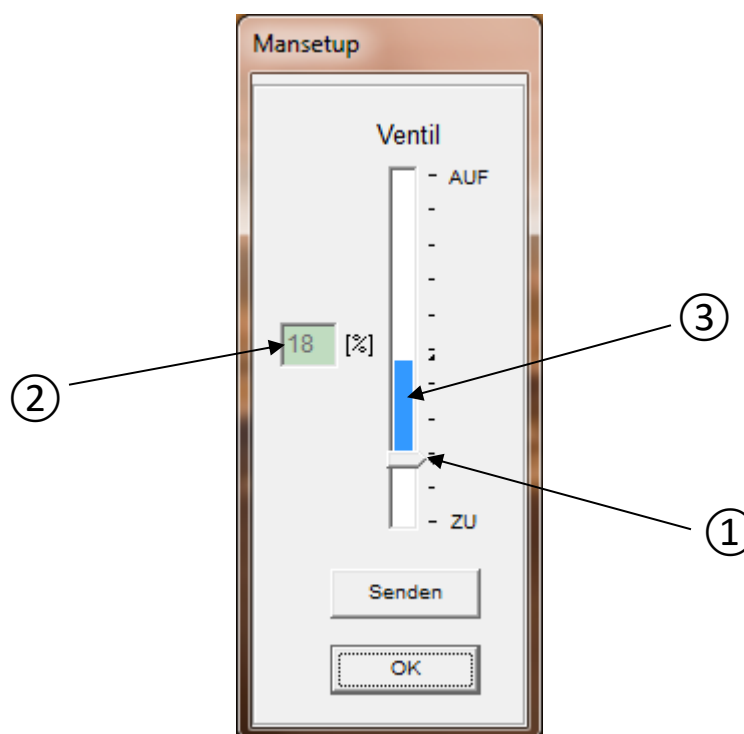 Mansetup
Ventil
AUF
③
18 [%]
②
①
ZU
Senden
OK